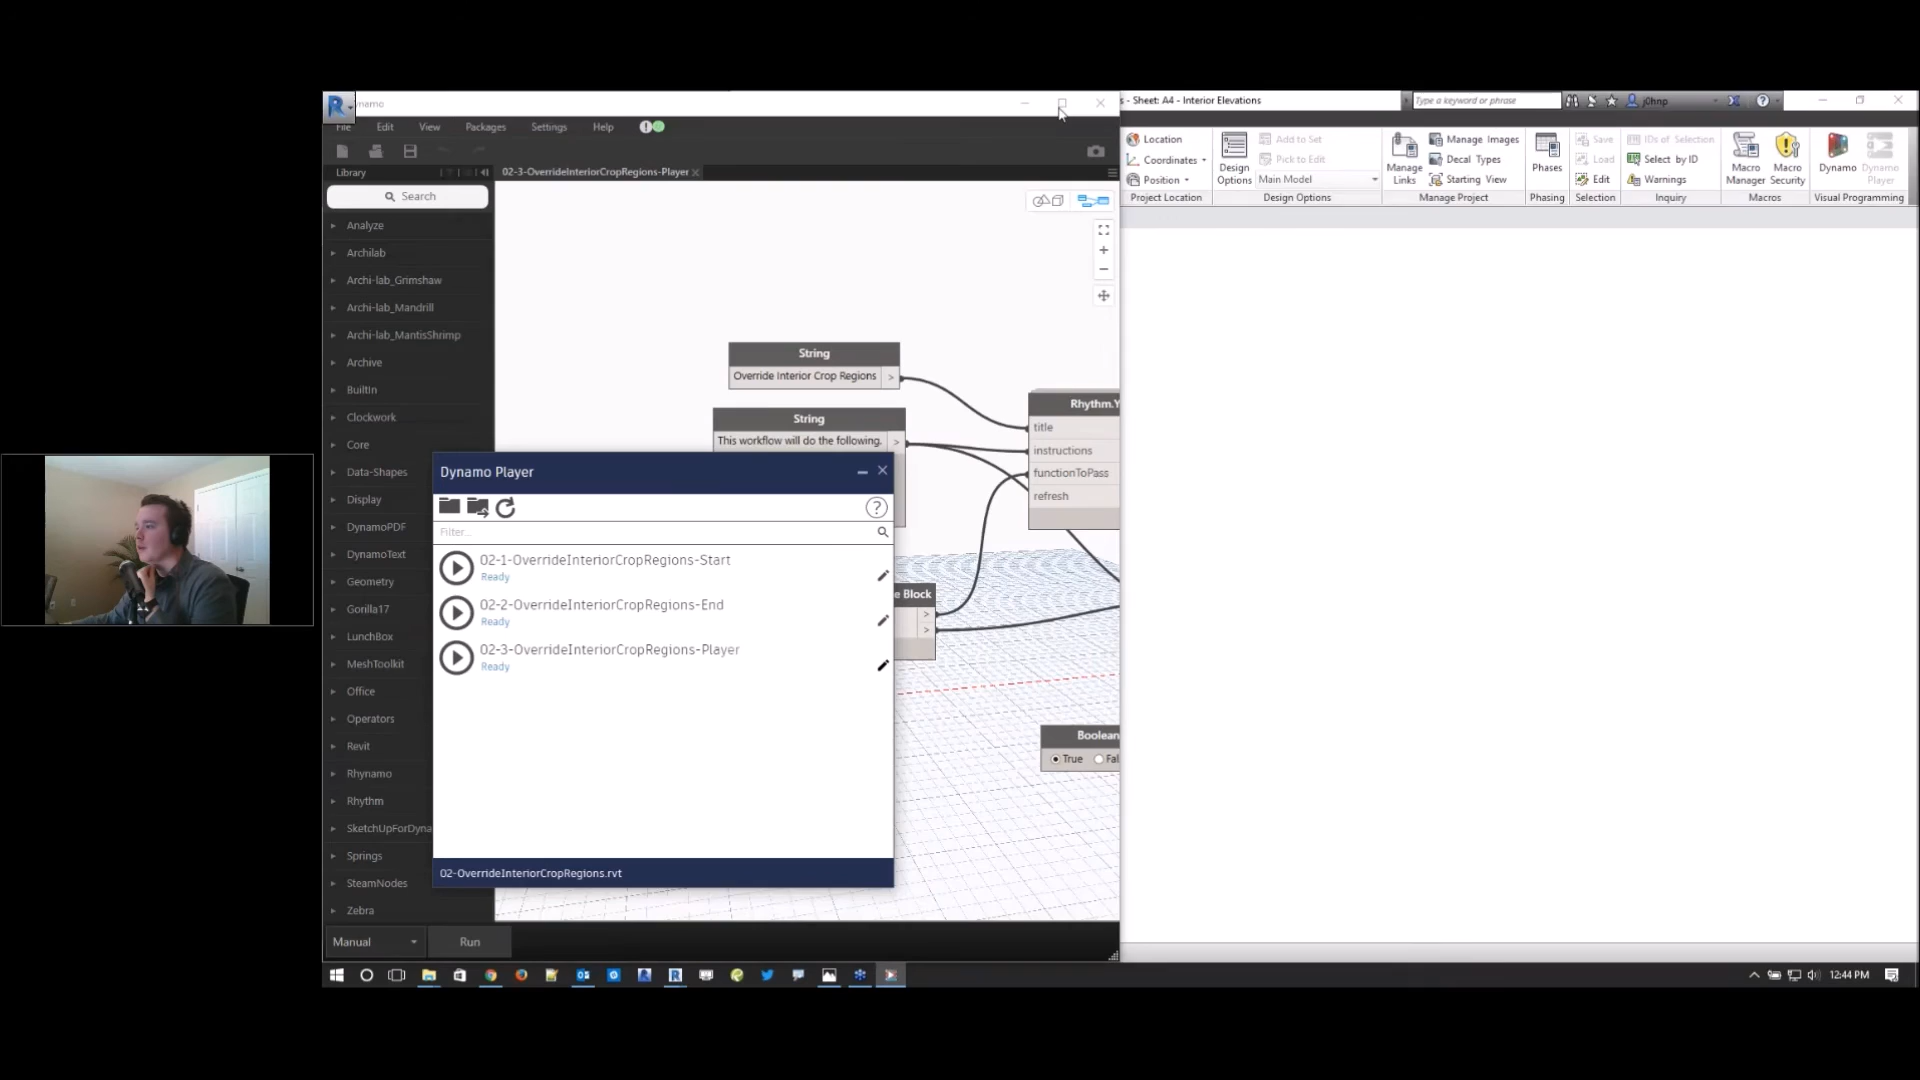 namo
- Sheet: A4 - Interior Elevations
Type a keyword or phrase
j0hnp
File Edit View Packages Settings Help
Library
02-3-OverrideInteriorCropRegions-Player
Search
Analyze
Archilab
Archi-lab_Grimshaw
Archi-lab_Mandrill
Archi-lab_MantisShrimp
Archive
BuiltIn
Clockwork
Core
Data-Shapes
Display
DynamoPDF
DynamoText
Geometry
Gorilla17
LunchBox
MeshToolkit
Office
Operators
Revit
Rhynamo
Rhythm
SketchUpForDyna
Springs
SteamNodes
Zebra
Manual
Run
String
Override Interior Crop Regions >
String
This workflow will do the following. >
Rhythm.Y
title
instructions
functionToPass
refresh
e Block
>
>
Boolean
True Fal
Dynamo Player
Filter...
02-1-OverrideInteriorCropRegions-Start
Ready
02-2-OverrideInteriorCropRegions-End
Ready
02-3-OverrideInteriorCropRegions-Player
Ready
02-OverrideInteriorCropRegions.rvt
Location
Coordinates
Position
Project Location
Design
Options
Add to Set
Pick to Edit
Main Model
Design Options
Manage
Links
Manage Images
Decal Types
Starting View
Manage Project
Phases
Phasing
Save
Load
Edit
Selection
IDs of Selection
Select by ID
Warnings
Inquiry
Macro
Manager
Macro
Security
Macros
Dynamo
Dynamo
Player
Visual Programming
12:44 PM